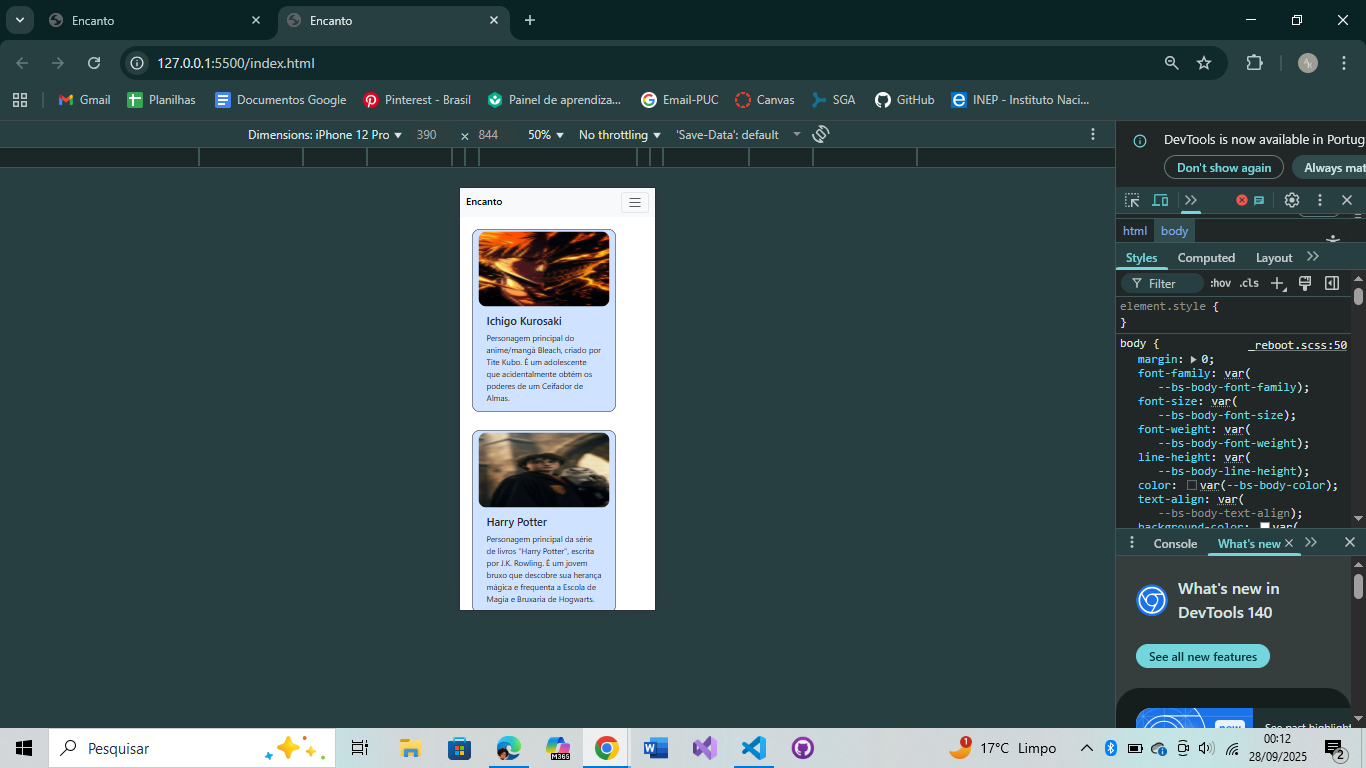 Encanto
Encanto
127.0.0.1:5500/index.html
Gmail
Planilhas
Documentos Google
Pinterest - Brasil
Painel de aprendiza...
Email-PUC
Canvas
SGA
GitHub
INEP - Instituto Naci...
Dimensions: iPhone 12 Pro
390
×
844
50%
No throttling
'Save-Data': default
Encanto
Ichigo Kurosaki
Personagem principal do
anime/mangá Bleach, criado por
Tite Kubo. É um adolescente
que acidentalmente obtém os
poderes de um Ceifador de
Almas.
Harry Potter
Personagem principal da série
de livros "Harry Potter", escrita
por J.K. Rowling. É um jovem
bruxo que descobre sua herança
mágica e frequenta a Escola de
Magia e Bruxaria de Hogwarts.
DevTools is now available in Portug
Don't show again
Always mat
html
body
Styles
Computed
Layout
Filter
:hov
.cls
element.style {
}
body {
_reboot.scss:50
margin: 0;
font-family: var(
--bs-body-font-family);
font-size: var(
--bs-body-font-size);
font-weight: var(
--bs-body-font-weight);
line-height: var(
--bs-body-line-height);
color: var(--bs-body-color);
text-align: var(
--bs-body-text-align);
background-color: var(
Console
What's new
What's new in
DevTools 140
See all new features
new
See past highlight
Pesquisar
M365
1
17°C Limpo
00:12
28/09/2025
2